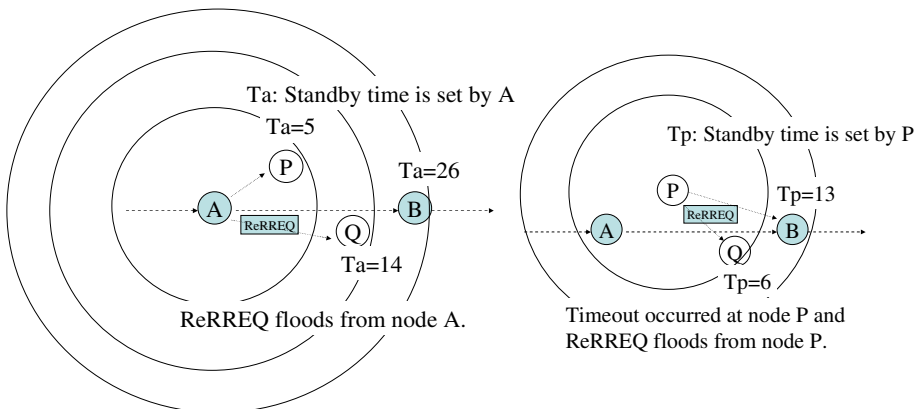 Ta: Standby time is set by A
Ta=5
P
Ta=26
A
B
ReRREQ
Q
Ta=14
ReRREQ floods from node A.
Tp: Standby time is set by P
P
Tp=13
ReRREQ
A
B
Q
Tp=6
Timeout occurred at node P and
ReRREQ floods from node P.